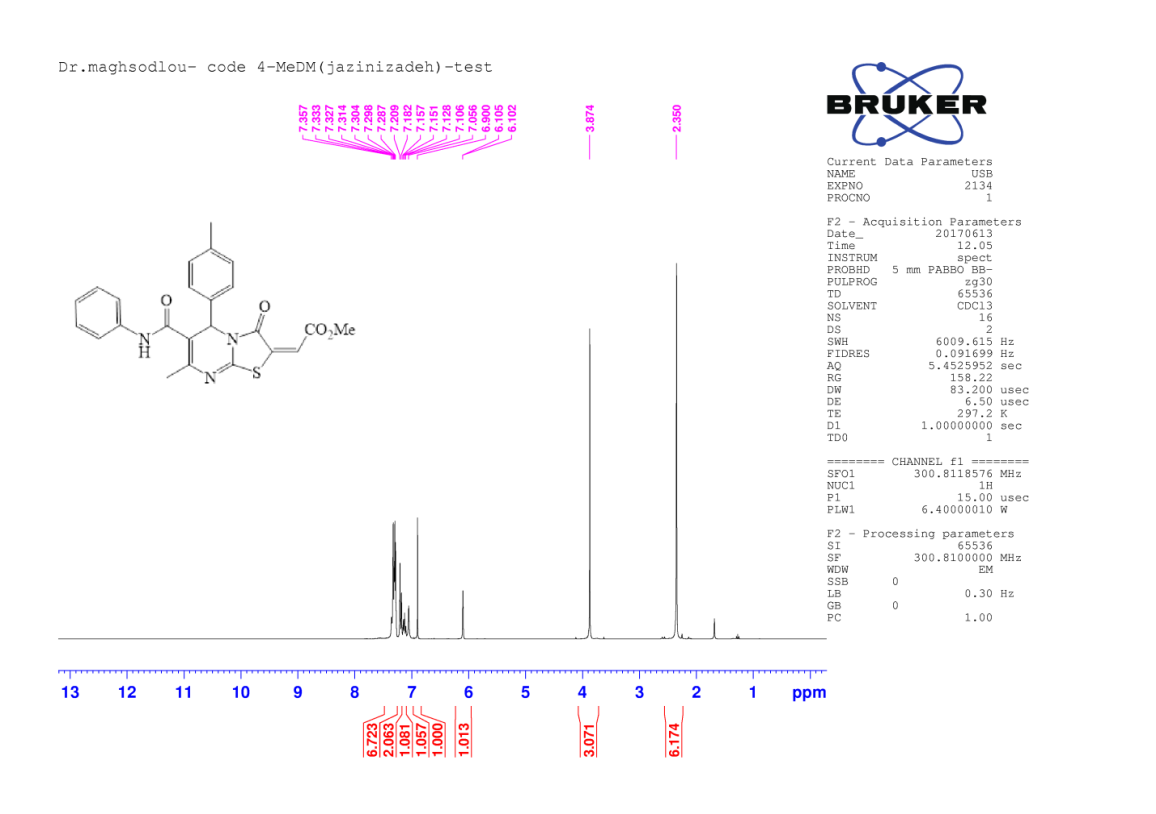 Dr.maghsodlou- code 4-MeDM(jazinizadeh)-test
7.357
7.333
7.327
7.314
7.304
7.298
7.287
7.209
7.182
7.157
7.151
7.128
7.106
7.056
6.900
6.105
6.102
3.874
2.350
BRUKER
Current Data Parameters
NAME USB
EXPNO 2134
PROCNO 1
F2 - Acquisition Parameters
Date_ 20170613
Time 12.05
INSTRUM spect
PROBHD 5 mm PABBO BB-
PULPROG zg30
TD 65536
SOLVENT CDCl3
NS 16
DS 2
SWH 6009.615 Hz
FIDRES 0.091699 Hz
AQ 5.4525952 sec
RG 158.22
DW 83.200 usec
DE 6.50 usec
TE 297.2 K
D1 1.00000000 sec
TD0 1
======== CHANNEL f1 ========
SFO1 300.8118576 MHz
NUC1 1H
P1 15.00 usec
PLW1 6.40000010 W
F2 - Processing parameters
SI 65536
SF 300.8100000 MHz
WDW EM
SSB 0
LB 0.30 Hz
GB 0
PC 1.00
O
O
N
H
N
CO2Me
N
S
13 12 11 10 9 8 7 6 5 4 3 2 1 ppm
6.723
2.063
1.081
1.057
1.000
1.013
3.071
6.174